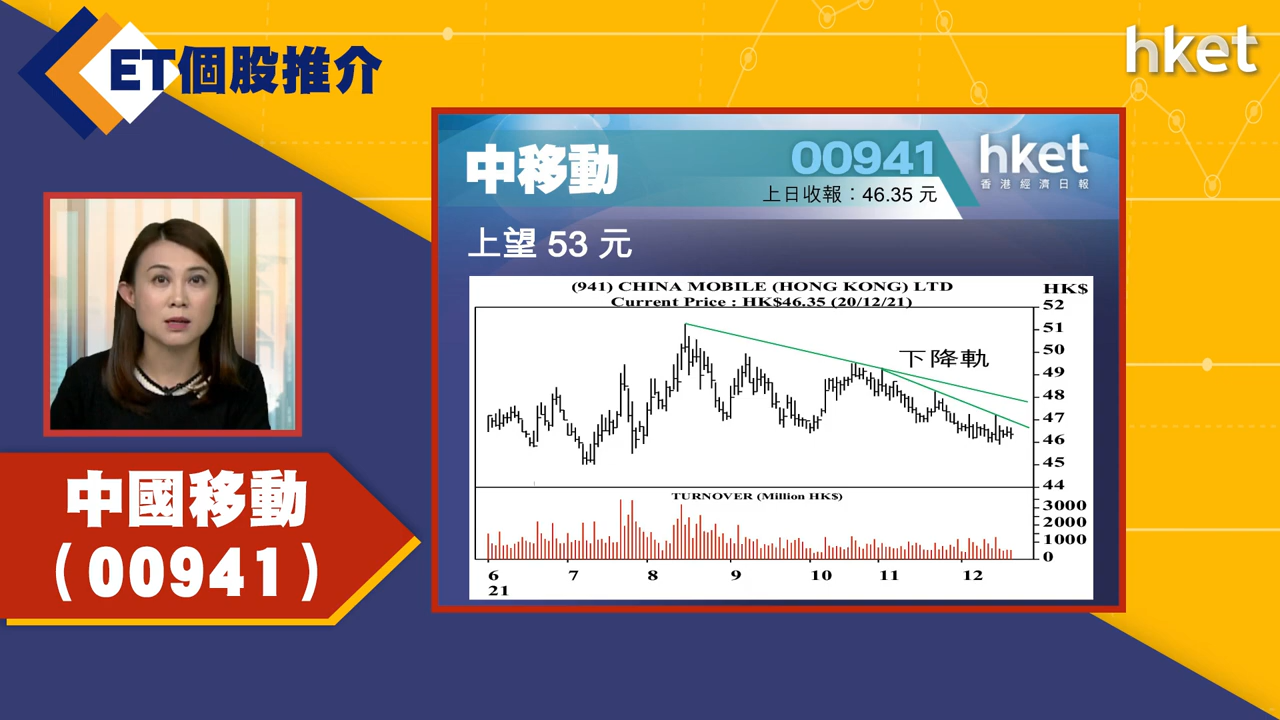 ET個股推介
hket
中移動
00941
上日收報：46.35 元
hket
香港經濟日報
上望 53 元
(941) CHINA MOBILE (HONG KONG) LTD
Current Price : HK$46.35 (20/12/21)
HK$
52
51
50
49
48
47
46
45
44
下降軌
TURNOVER (Million HK$)
3000
2000
1000
0
6 7 8 9 10 11 12
21
中國移動
（00941）